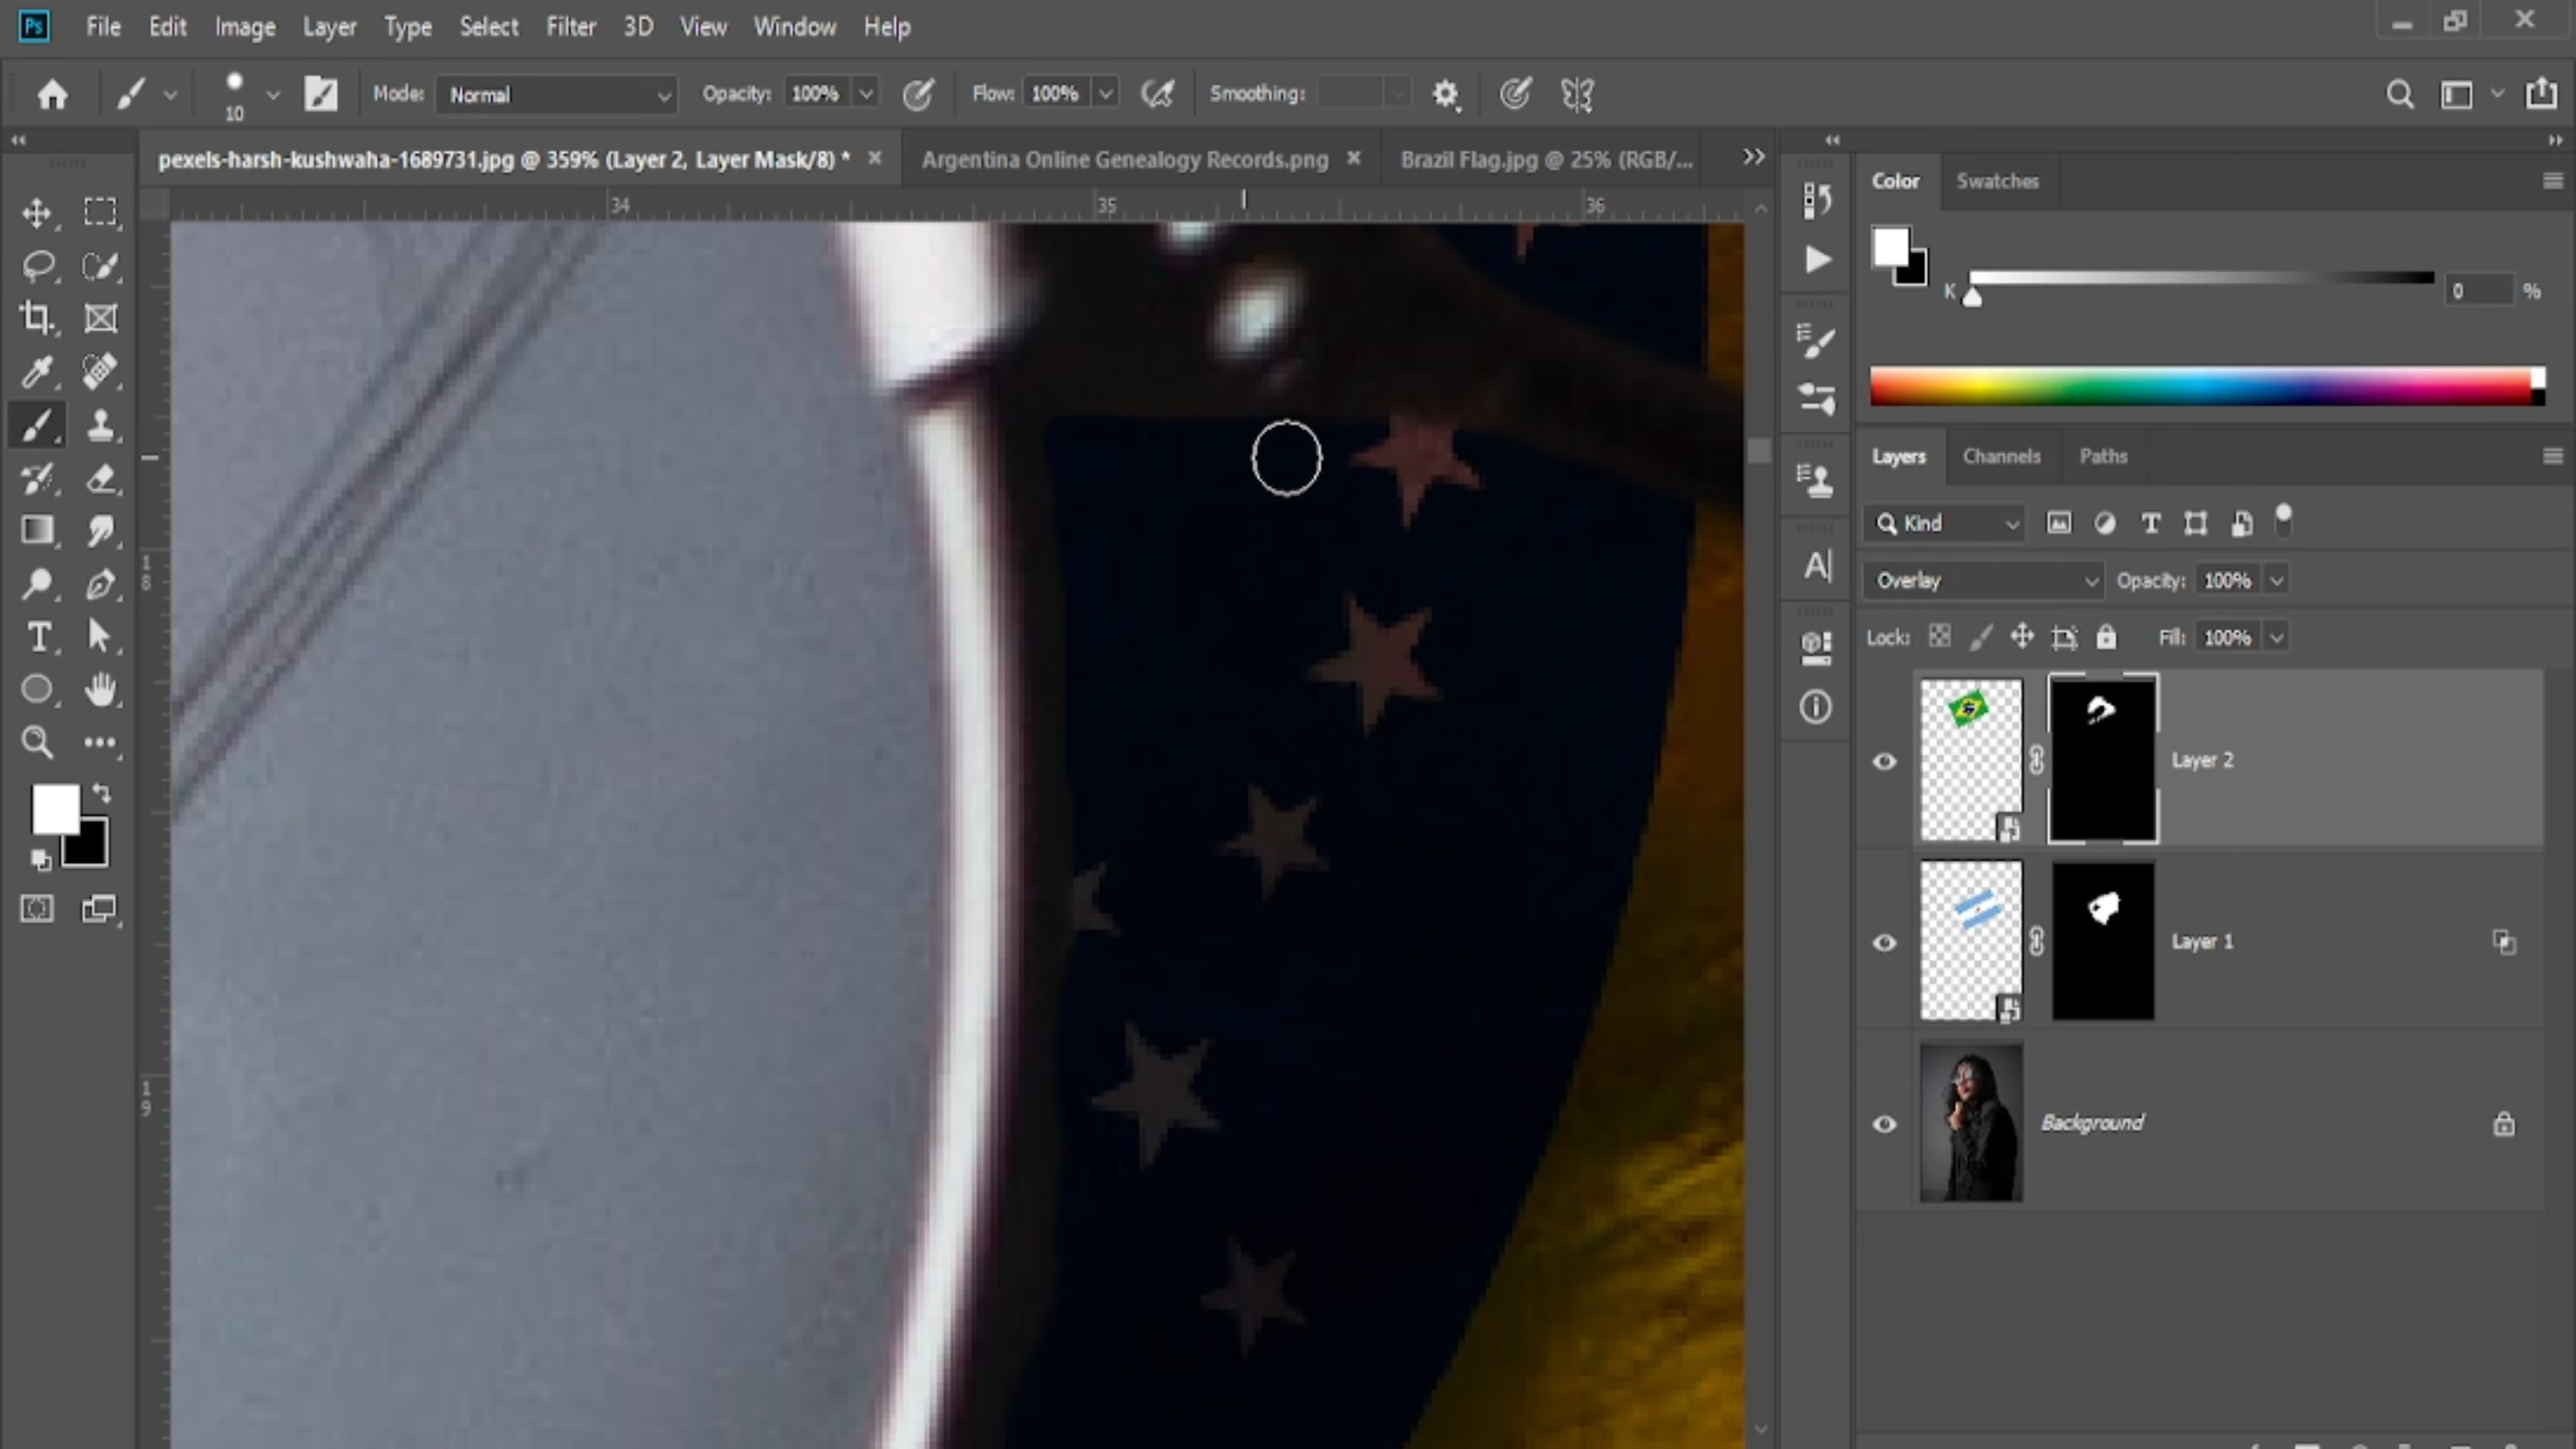 Ps File Edit Image Layer Type Select Filter 3D View Window Help
10 Mode: Normal Opacity: 100% Flow: 100% Smoothing:
pexels-harsh-kushwaha-1689731.jpg @ 359% (Layer 2, Layer Mask/8) * Argentina Online Genealogy Records.png Brazil Flag.jpg @ 25% (RGB/...
34 35 36
18
19
Color Swatches
K 0 %
Layers Channels Paths
Kind
Overlay Opacity: 100%
Lock: Fill: 100%
Layer 2
Layer 1
Background